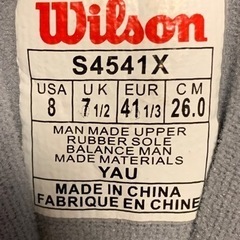 Wilson
S4541X
USA UK EUR CM
8 7 1/2 41 1/3 26.0
MAN MADE UPPER
RUBBER SOLE
BALANCE MAN
MADE MATERIALS
YAU
MADE IN CHINA
FABRIQUE EN CHINE